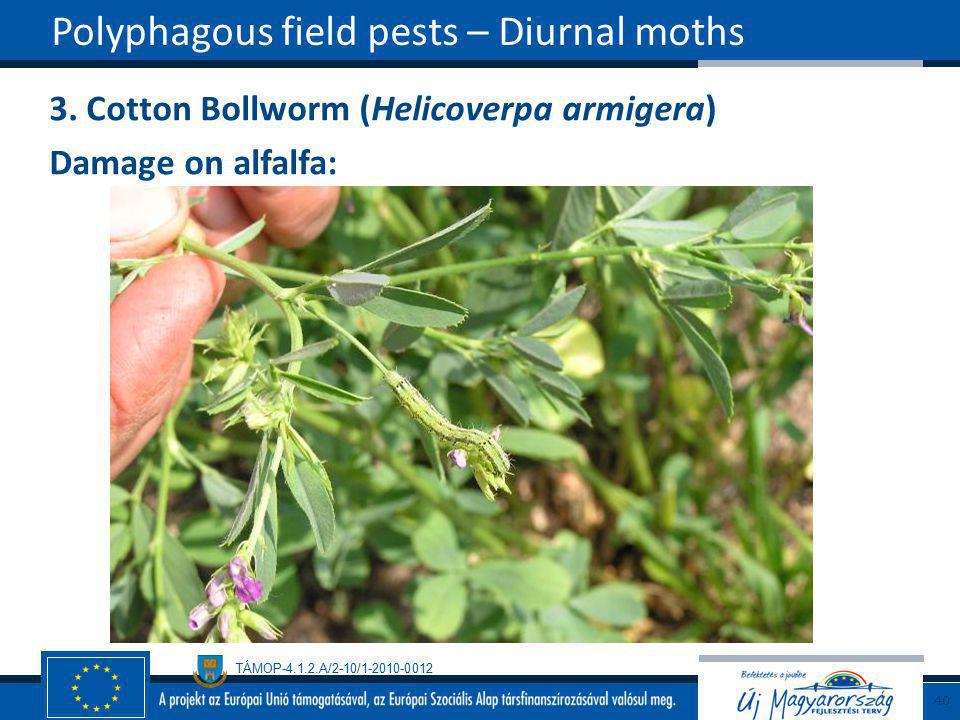 Polyphagous field pests – Diurnal moths
3. Cotton Bollworm (Helicoverpa armigera)
Damage on alfalfa:
TÁMOP-4.1.2.A/2-10/1-2010-0012
A projekt az Európai Unió támogatásával, az Európai Szociális Alap társfinanszírozásával valósul meg.
Befektetés a jövőbe
Új Magyarország
FEJLESZTÉSI TERV
40